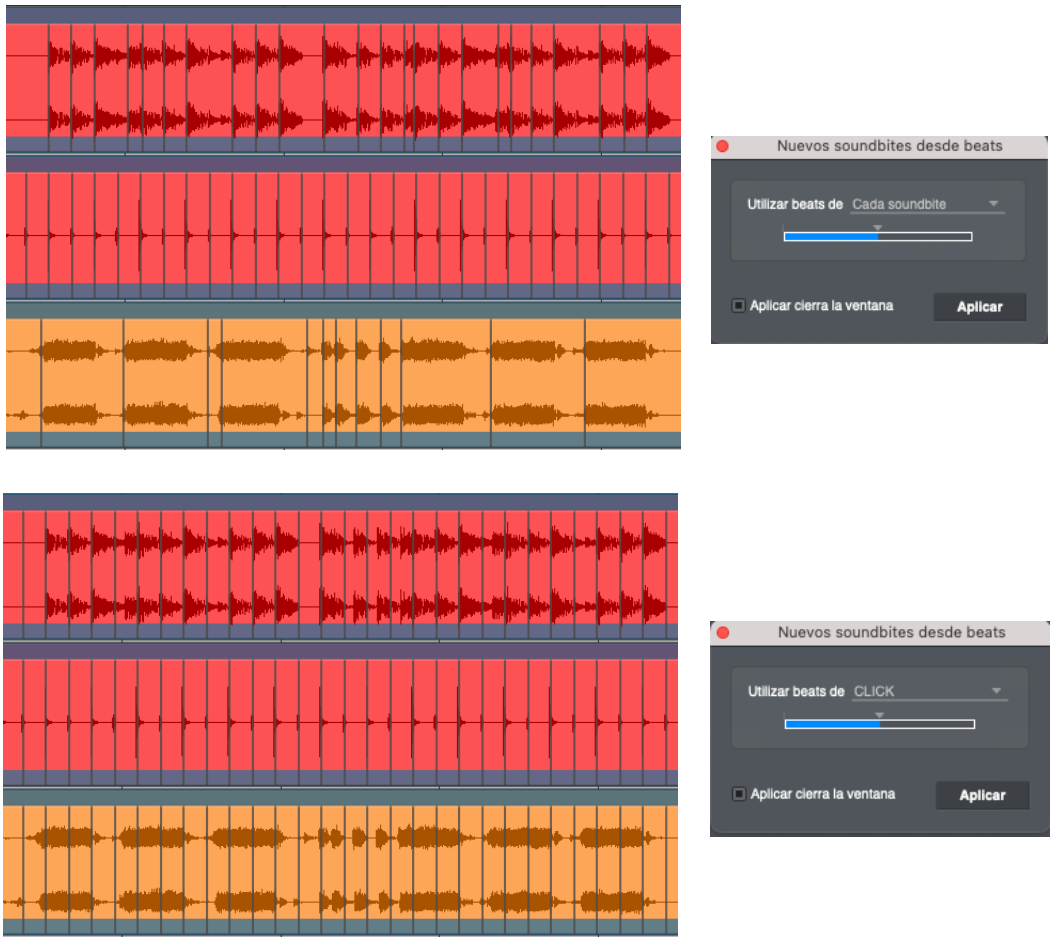 Nuevos soundbites desde beats
Utilizar beats de Cada soundbite
Aplicar cierra la ventana
Aplicar
Nuevos soundbites desde beats
Utilizar beats de CLICK
Aplicar cierra la ventana
Aplicar